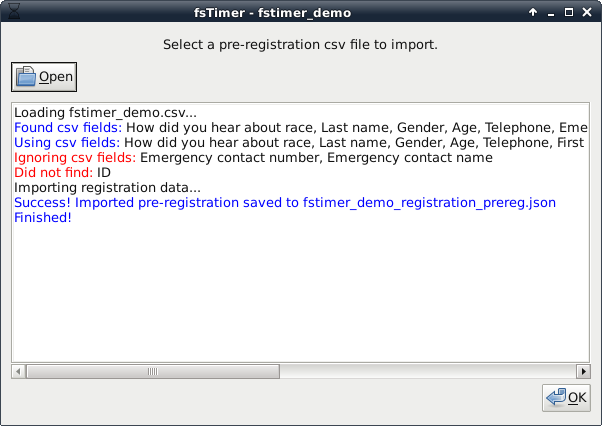 fsTimer - fstimer_demo
Select a pre-registration csv file to import.
Open
Loading fstimer_demo.csv...
Found csv fields: How did you hear about race, Last name, Gender, Age, Telephone, Eme
Using csv fields: How did you hear about race, Last name, Gender, Age, Telephone, First
Ignoring csv fields: Emergency contact number, Emergency contact name
Did not find: ID
Importing registration data...
Success! Imported pre-registration saved to fstimer_demo_registration_prereg.json
Finished!
OK